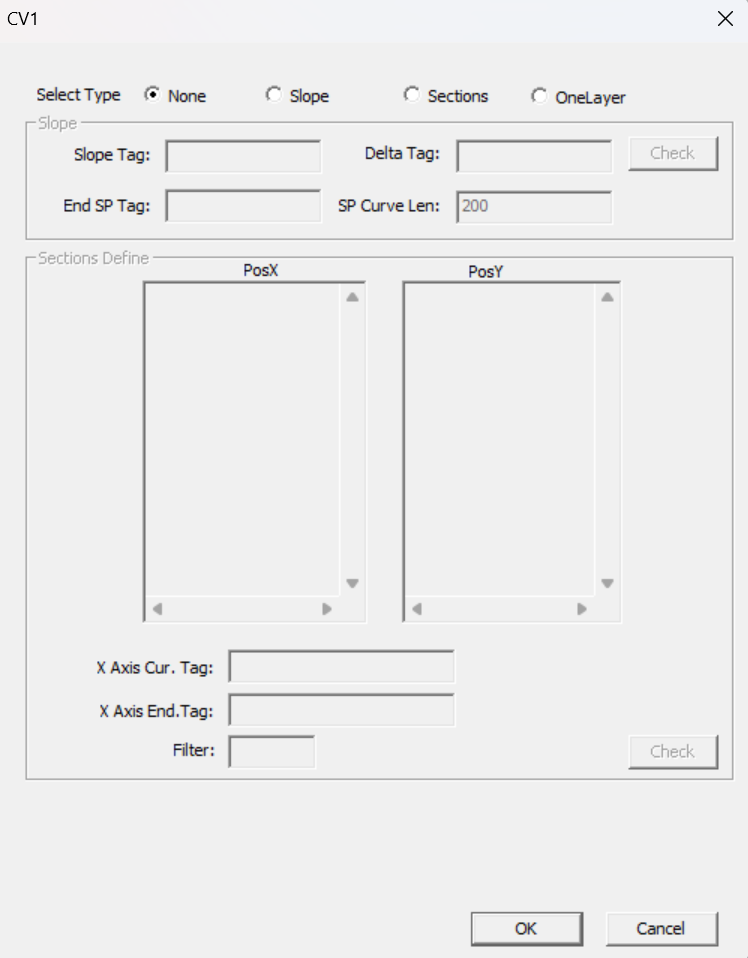 CV1
Select Type None Slope Sections OneLayer
Slope
Slope Tag: Delta Tag: Check
End SP Tag: SP Curve Len: 200
Sections Define
PosX PosY
X Axis Cur. Tag:
X Axis End.Tag:
Filter: Check
OK Cancel